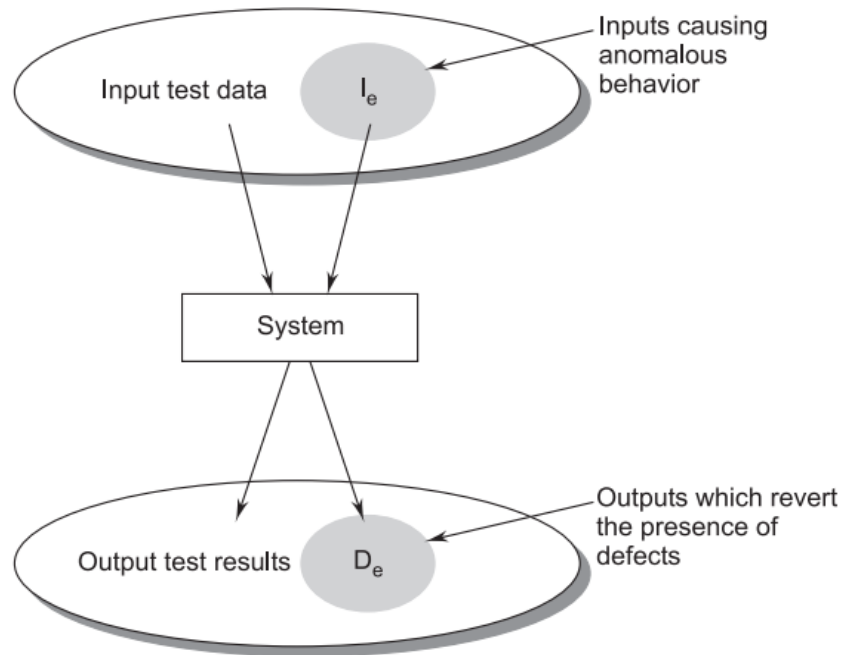 Inputs causing
anomalous
behavior
Input test data
Ie
System
Outputs which revert
the presence of
defects
Output test results
De